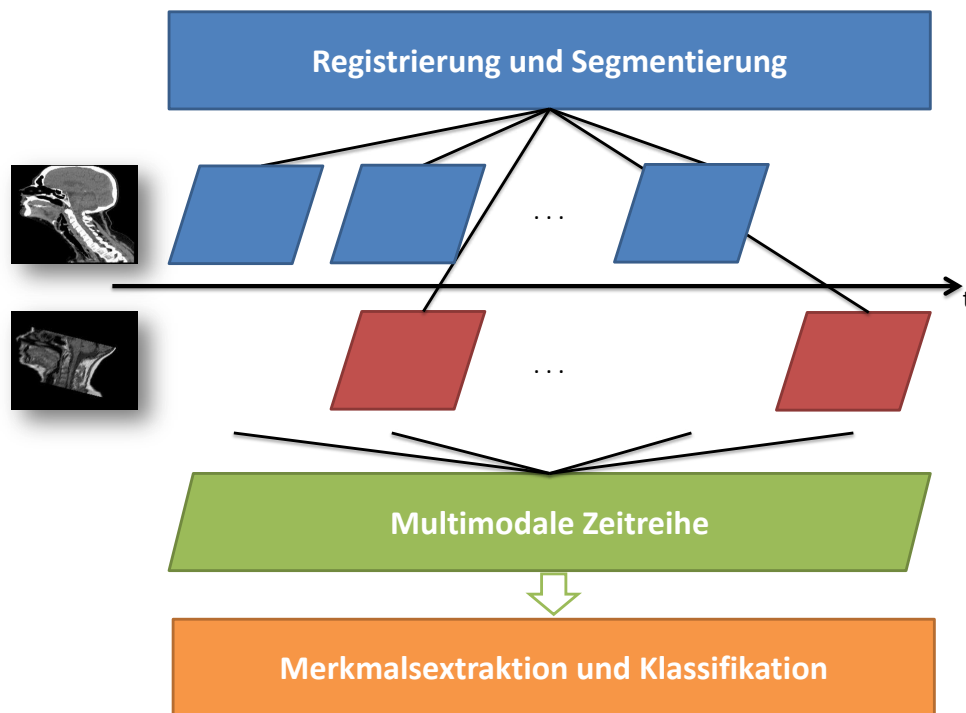 Registrierung und Segmentierung
. . .
t
. . .
Multimodale Zeitreihe
Merkmalsextraktion und Klassifikation